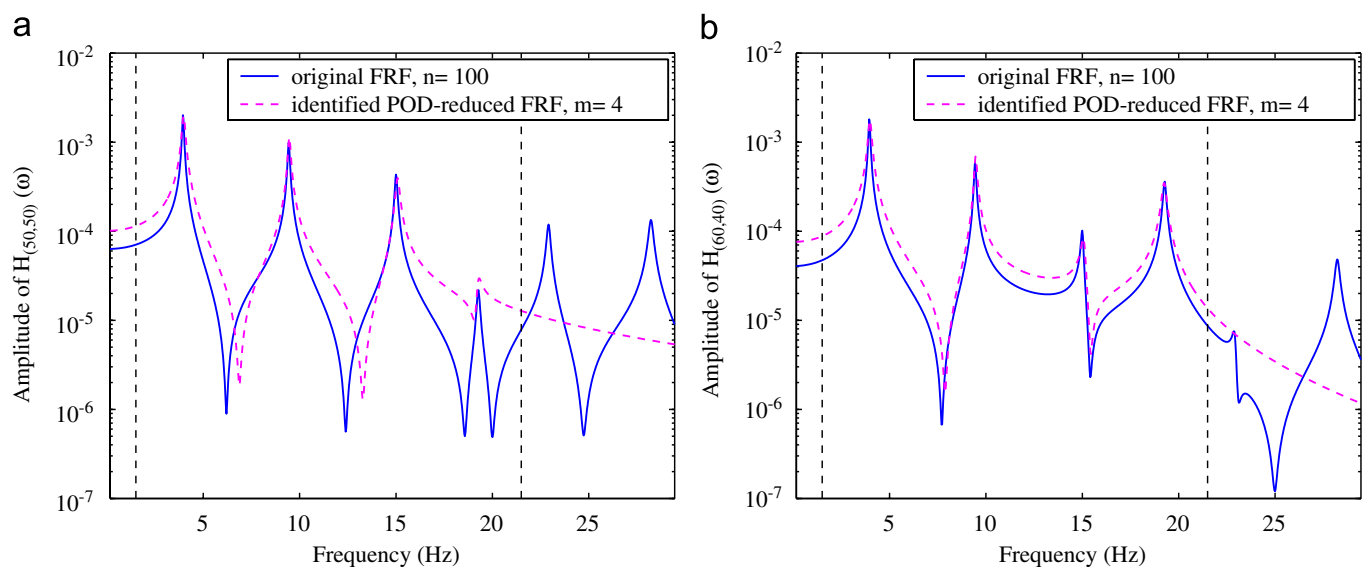 a
10^-2
10^-3
10^-4
10^-5
10^-6
10^-7
Amplitude of H_(50,50) (ω)
original FRF, n= 100
identified POD-reduced FRF, m= 4
5 10 15 20 25
Frequency (Hz)
b
10^-2
10^-3
10^-4
10^-5
10^-6
10^-7
Amplitude of H_(60,40) (ω)
original FRF, n= 100
identified POD-reduced FRF, m= 4
5 10 15 20 25
Frequency (Hz)